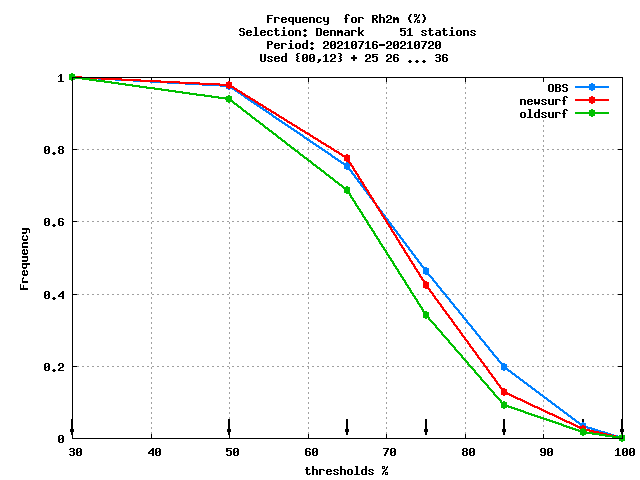 Frequency  for Rh2m (%)
Selection: Denmark     51 stations
Period: 20210716-20210720
Used {00,12} + 25 26 ... 36
OBS
newsurf
oldsurf
1
0.8
0.6
0.4
0.2
0
Frequency
30 40 50 60 70 80 90 100
thresholds %